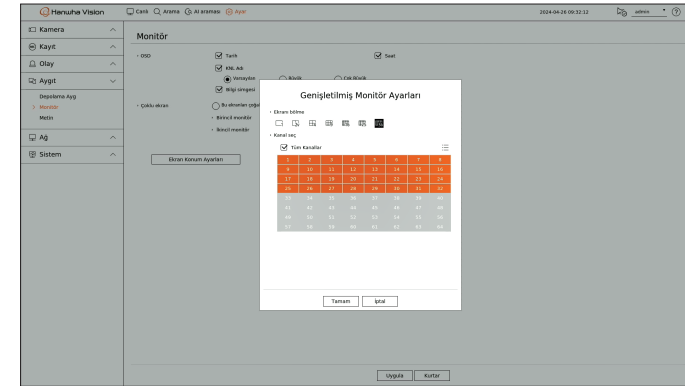 Hanwha Vision
Canlı Arama AI araması Ayar
2024-04-26 09:32:12
admin
Kamera
Kayıt
Olay
Aygıt
Depolama Ayg
Monitör
Metin
Ağ
Sistem
Monitör
OSD
Tarih
Saat
KNL Adı
Varsayılan Büyük Çok Büyük
Bilgi simgesi
Çoklu ekran
Bu ekranları çoğal
Birincil monitör
İkincil monitör
Ekran Konum Ayarları
Genişletilmiş Monitör Ayarları
Ekranı bölme
Kanal seç
Tüm Kanallar
1 2 3 4 5 6 7 8
9 10 11 12 13 14 15 16
17 18 19 20 21 22 23 24
25 26 27 28 29 30 31 32
33 34 35 36 37 38 39 40
41 42 43 44 45 46 47 48
49 50 51 52 53 54 55 56
57 58 59 60 61 62 63 64
Tamam İptal
Uygula Kurtar